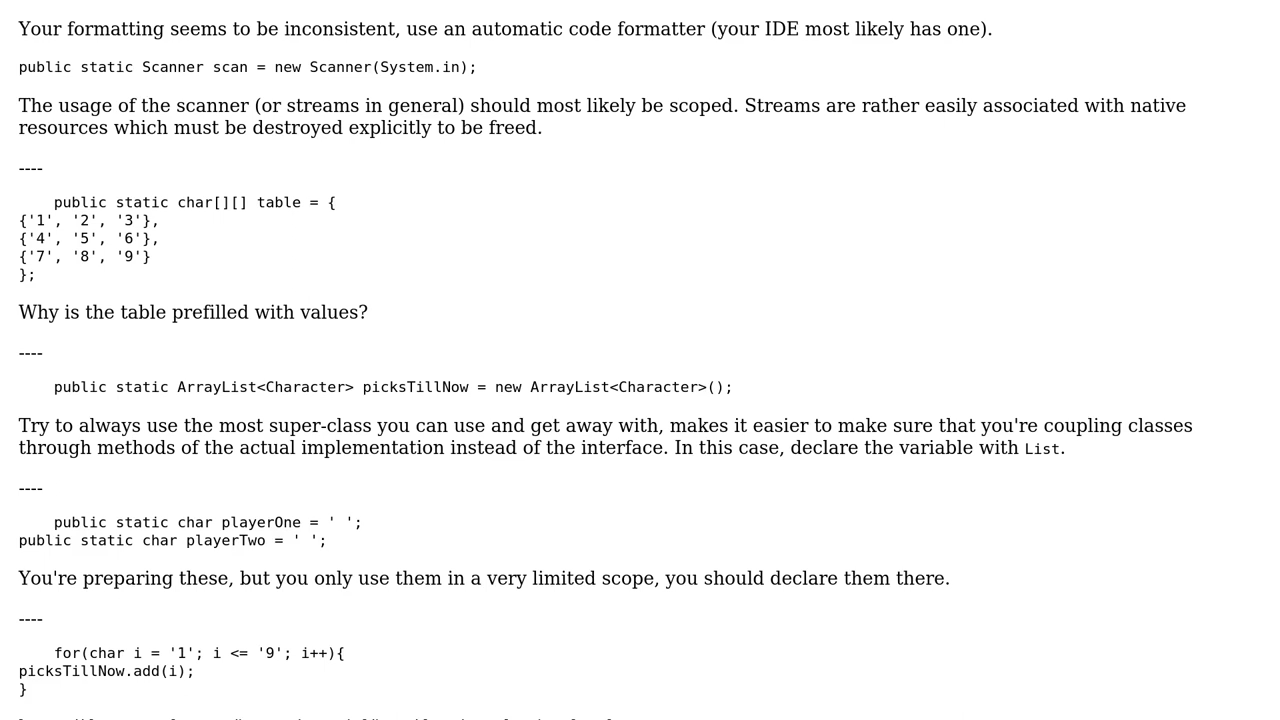 Your formatting seems to be inconsistent, use an automatic code formatter (your IDE most likely has one).
public static Scanner scan = new Scanner(System.in);
The usage of the scanner (or streams in general) should most likely be scoped. Streams are rather easily associated with native
resources which must be destroyed explicitly to be freed.
----
    public static char[][] table = {
{'1', '2', '3'},
{'4', '5', '6'},
{'7', '8', '9'}
};
Why is the table prefilled with values?
----
    public static ArrayList<Character> picksTillNow = new ArrayList<Character>();
Try to always use the most super-class you can use and get away with, makes it easier to make sure that you're coupling classes
through methods of the actual implementation instead of the interface. In this case, declare the variable with List.
----
    public static char playerOne = ' ';
public static char playerTwo = ' ';
You're preparing these, but you only use them in a very limited scope, you should declare them there.
----
    for(char i = '1'; i <= '9'; i++){
picksTillNow.add(i);
}